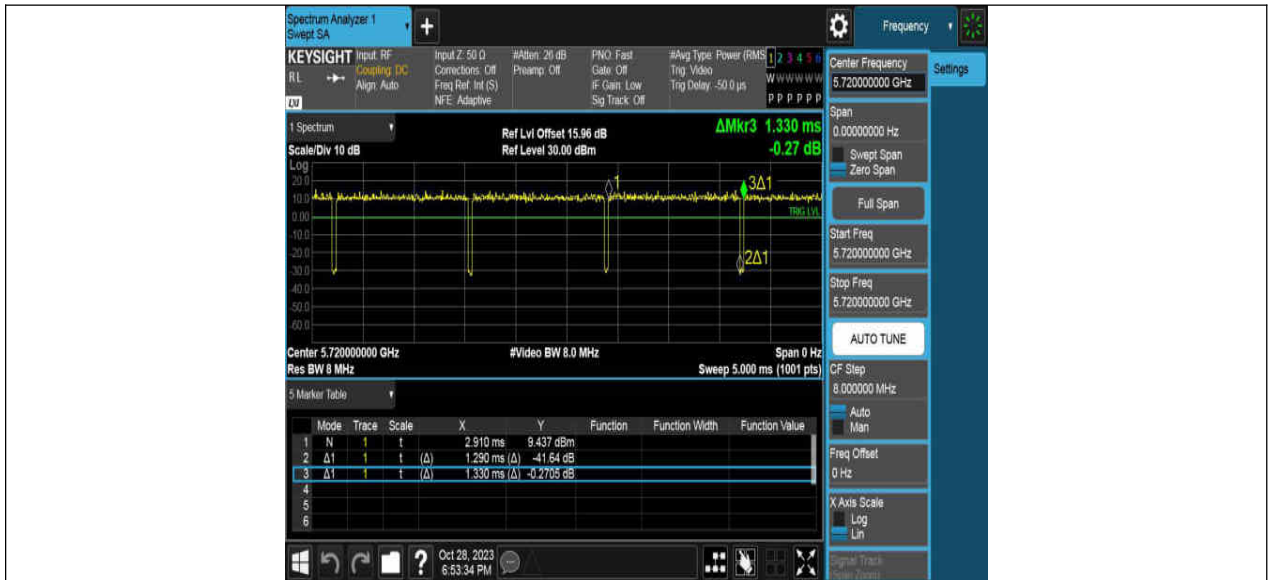 Spectrum Analyzer 1
Swept SA
+
Frequency
KEYSIGHT
RL
LXI
Input: RF
Coupling: DC
Align: Auto
Input Z: 50 Ω
Corrections: Off
Freq Ref: Int (S)
NFE: Adaptive
#Atten: 26 dB
Preamp: Off
PNO: Fast
Gate: Off
IF Gain: Low
Sig Track: Off
#Avg Type: Power (RMS
Trig: Video
Trig Delay: -50.0 µs
1 2 3 4 5 6
W W W W W W
P P P P P P
Center Frequency
5.720000000 GHz
Settings
Span
0.00000000 Hz
Swept Span
Zero Span
Full Span
Start Freq
5.720000000 GHz
Stop Freq
5.720000000 GHz
AUTO TUNE
CF Step
8.000000 MHz
Auto
Man
Freq Offset
0 Hz
X Axis Scale
Log
Lin
Signal Track
(Span Zoom)
1 Spectrum
Scale/Div 10 dB
Ref Lvl Offset 15.96 dB
Ref Level 30.00 dBm
ΔMkr3 1.330 ms
-0.27 dB
Log
20.0
10.0
0.00
-10.0
-20.0
-30.0
-40.0
-50.0
-60.0
1
3Δ1
TRIG LVL
2Δ1
Center 5.720000000 GHz
#Video BW 8.0 MHz
Span 0 Hz
Res BW 8 MHz
Sweep 5.000 ms (1001 pts)
5 Marker Table
Mode Trace Scale X Y Function Function Width Function Value
1 N 1 t 2.910 ms 9.437 dBm
2 Δ1 1 t (Δ) 1.290 ms (Δ) -41.64 dB
3 Δ1 1 t (Δ) 1.330 ms (Δ) -0.2705 dB
4
5
6
?
Oct 28, 2023
6:53:34 PM